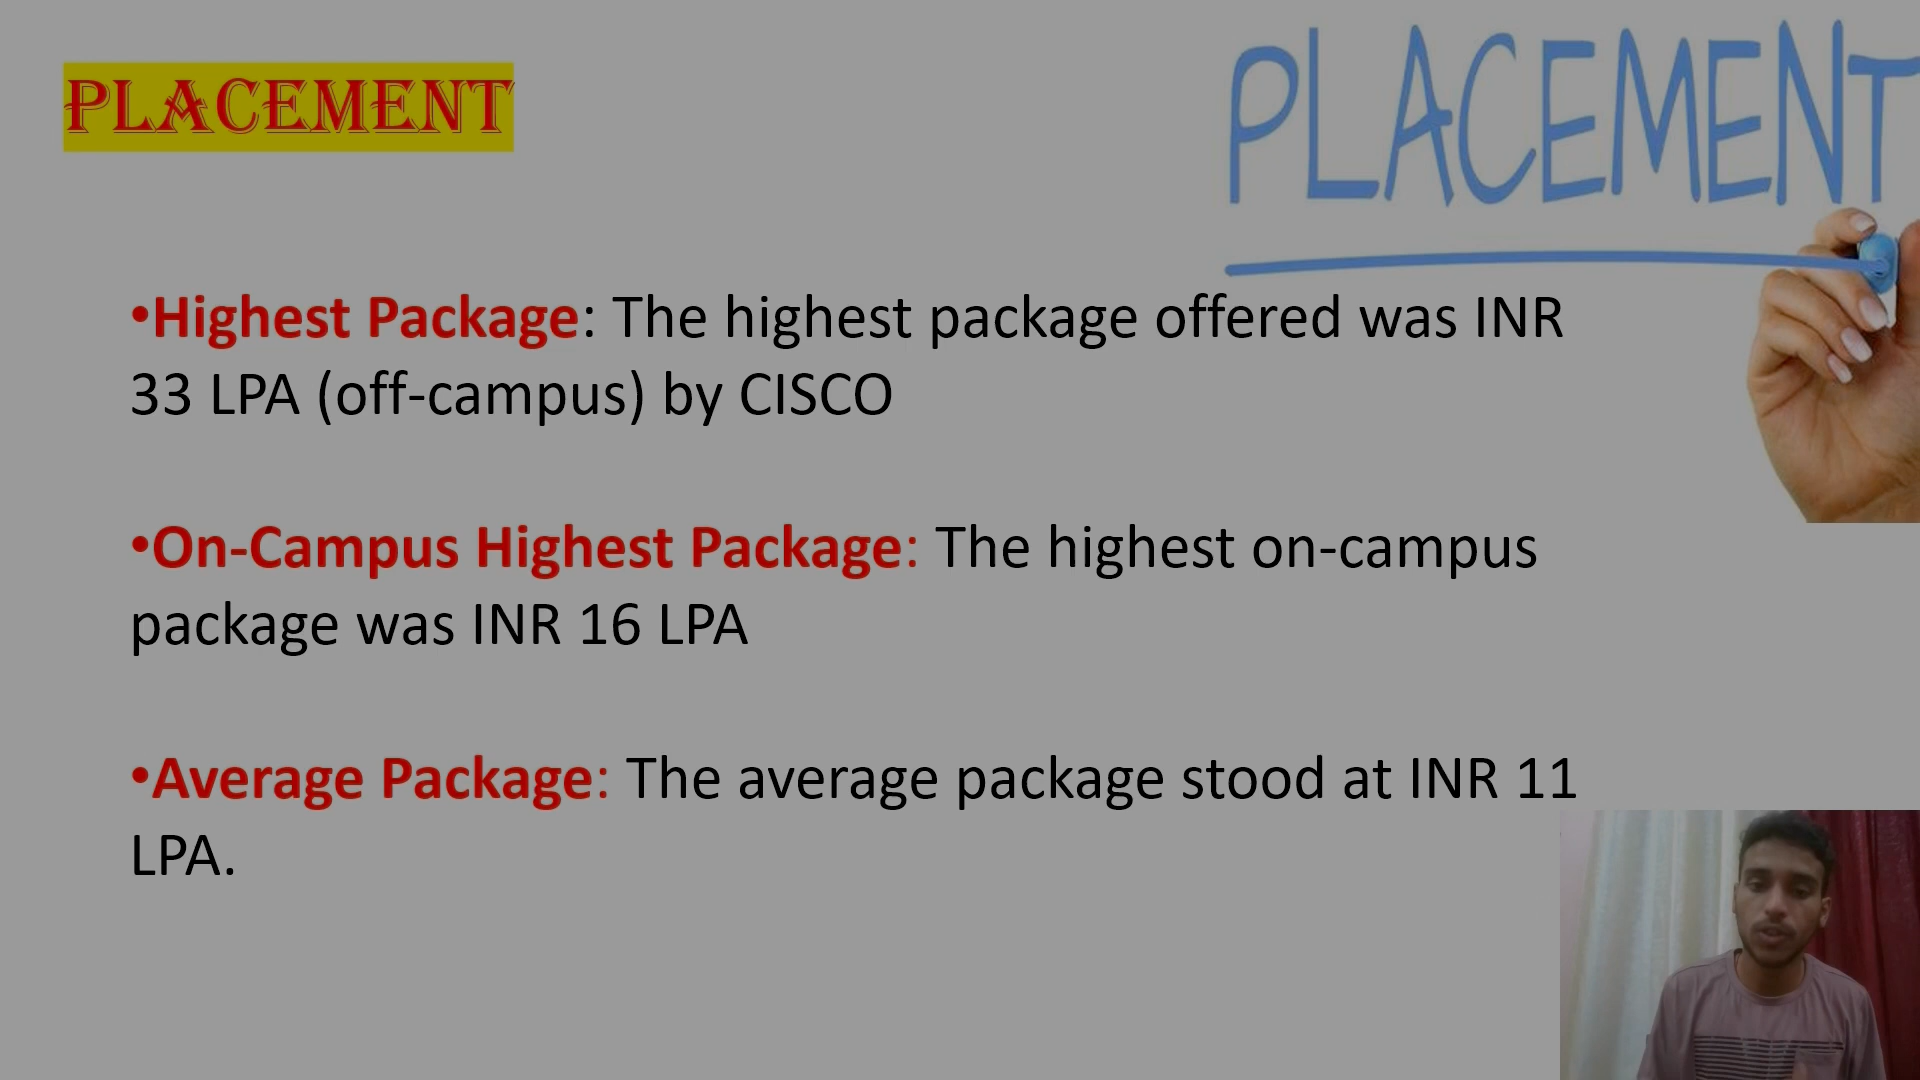 PLACEMENT
PLACEMENT
•Highest Package: The highest package offered was INR
33 LPA (off-campus) by CISCO
•On-Campus Highest Package: The highest on-campus
package was INR 16 LPA
•Average Package: The average package stood at INR 11
LPA.